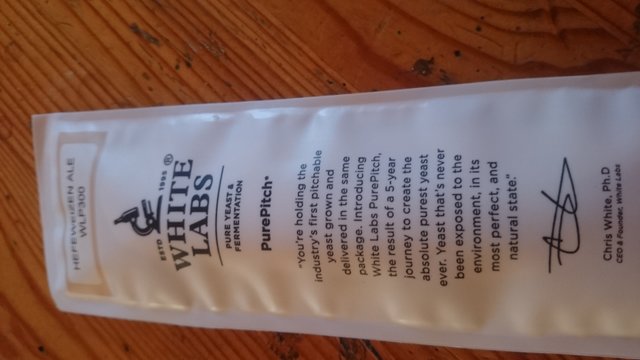 HEFEWEIZEN ALE
WLP300
ESTD 1995
WHITE®
LABS
PURE YEAST &
FERMENTATION
PurePitch®
"You're holding the
industry's first pitchable
yeast grown and
delivered in the same
package. Introducing
White Labs PurePitch,
the result of a 5-year
journey to create the
absolute purest yeast
ever. Yeast that's never
been exposed to the
environment, in its
most perfect, and
natural state."
Chris White, Ph.D
CEO & Founder, White Labs